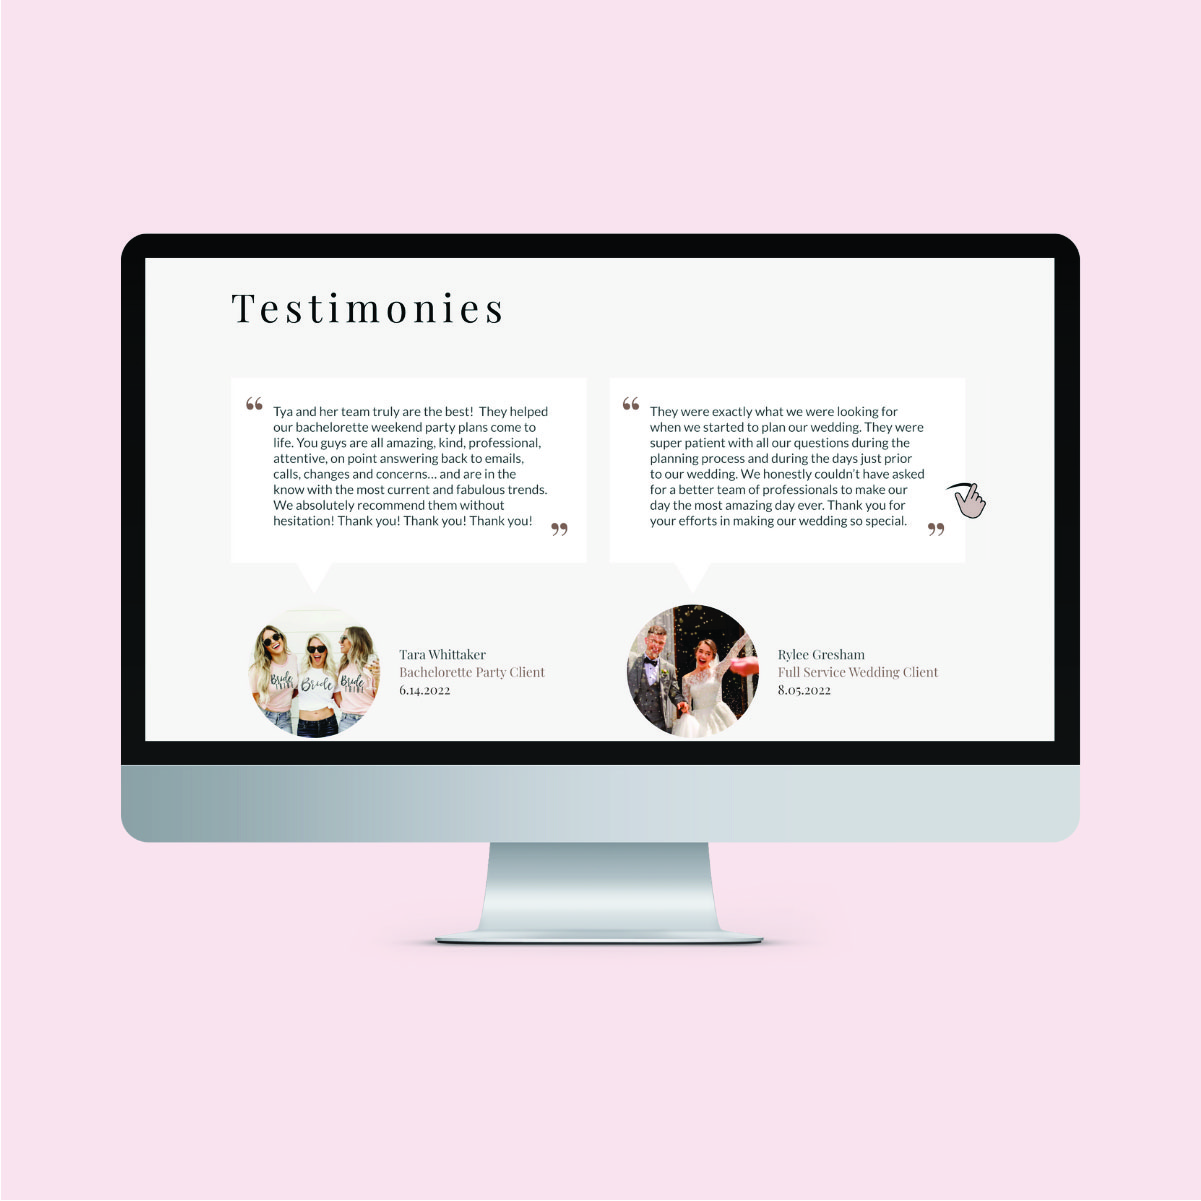 Testimonies
“
Tya and her team truly are the best!  They helped
our bachelorette weekend party plans come to
life. You guys are all amazing, kind, professional,
attentive, on point answering back to emails,
calls, changes and concerns... and are in the
know with the most current and fabulous trends.
We absolutely recommend them without
hesitation! Thank you! Thank you! Thank you!
”
“
They were exactly what we were looking for
when we started to plan our wedding. They were
super patient with all our questions during the
planning process and during the days just prior
to our wedding. We honestly couldn't have asked
for a better team of professionals to make our
day the most amazing day ever. Thank you for
your efforts in making our wedding so special.
”
Bride
TRIBE
Bride
Bride
TRIBE
Tara Whittaker
Bachelorette Party Client
6.14.2022
Rylee Gresham
Full Service Wedding Client
8.05.2022